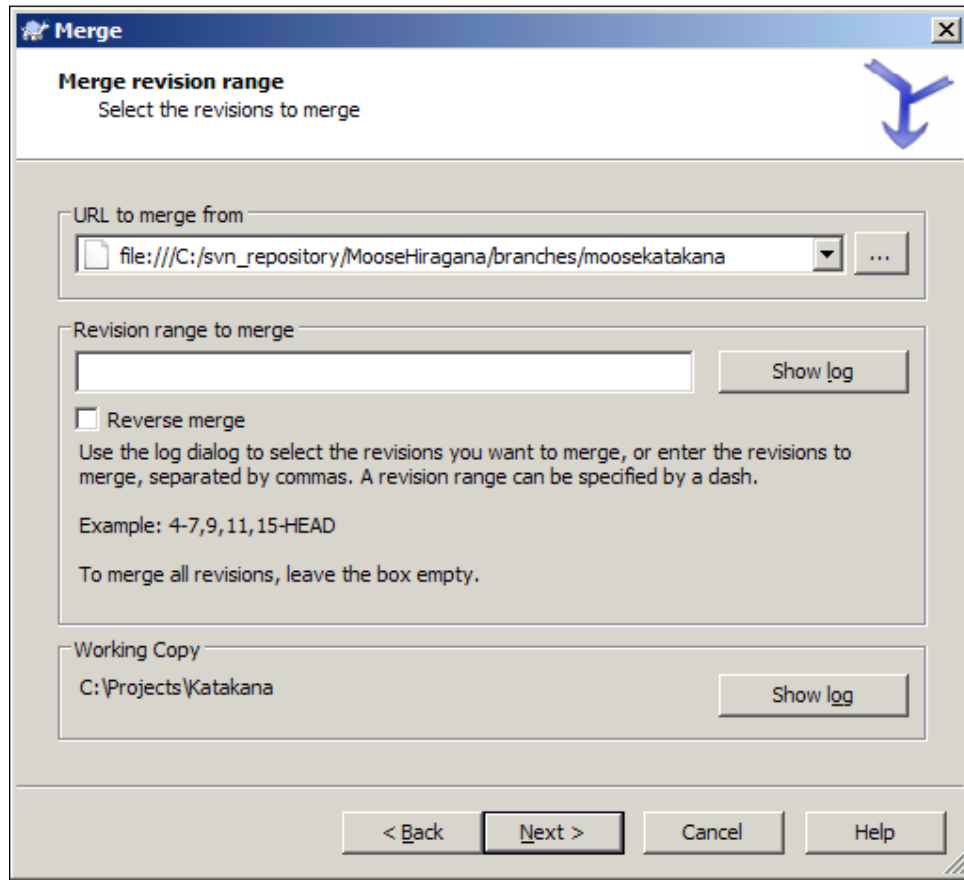 Merge
Merge revision range
Select the revisions to merge
URL to merge from
file:///C:/svn_repository/MooseHiragana/branches/moosekatakana
...
Revision range to merge
Show log
Reverse merge
Use the log dialog to select the revisions you want to merge, or enter the revisions to
merge, separated by commas. A revision range can be specified by a dash.
Example: 4-7,9,11,15-HEAD
To merge all revisions, leave the box empty.
Working Copy
C:\Projects\Katakana
Show log
< Back Next > Cancel Help